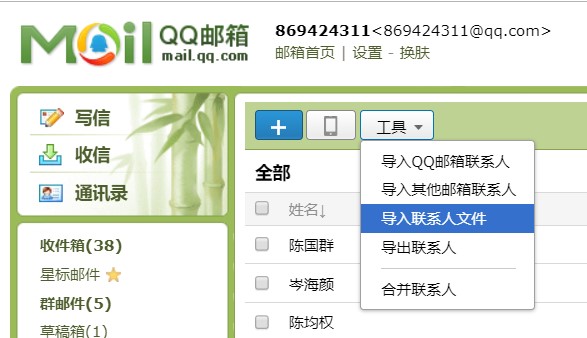 Mail QQ邮箱
mail.qq.com
869424311<869424311@qq.com>
邮箱首页 | 设置 - 换肤
写信
收信
通讯录
收件箱(38)
星标邮件
群邮件(5)
草稿箱(1)
+
工具
导入QQ邮箱联系人
导入其他邮箱联系人
导入联系人文件
导出联系人
合并联系人
全部
姓名↓
陈国群
岑海颜
陈均权